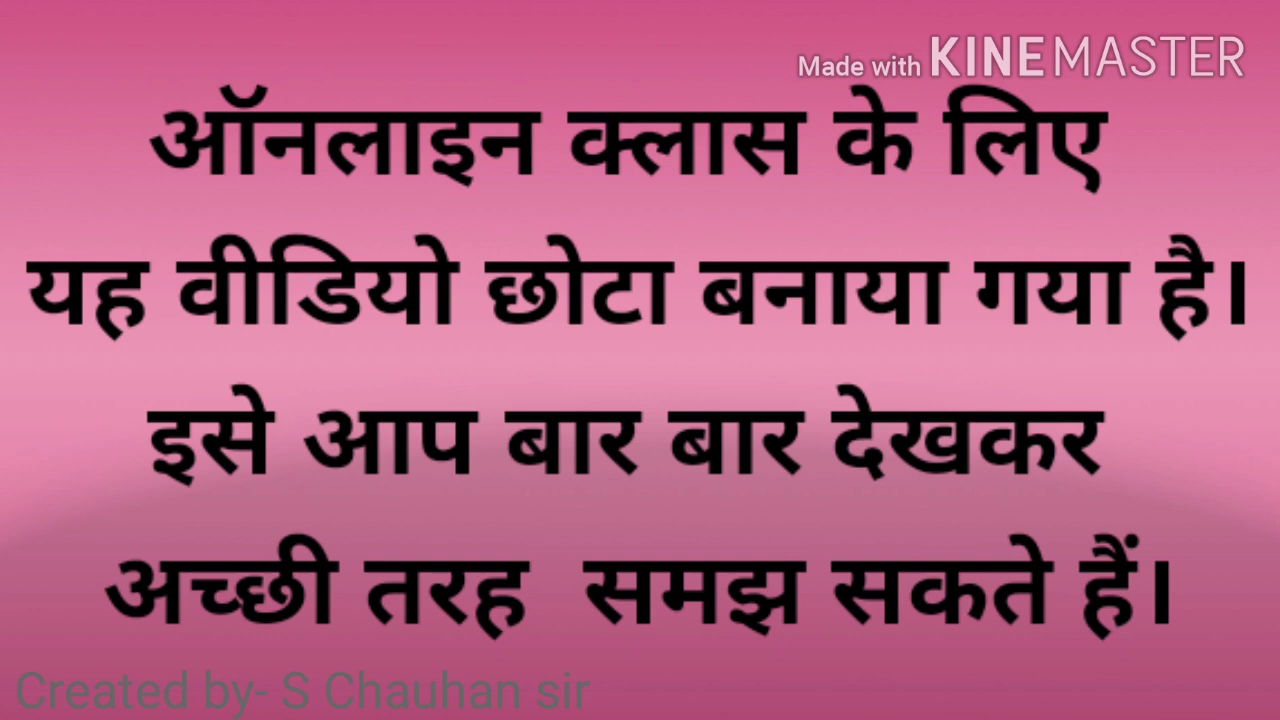 Made with KINEMASTER
ऑनलाइन क्लास के लिए
यह वीडियो छोटा बनाया गया है।
इसे आप बार बार देखकर
अच्छी तरह समझ सकते हैं।
Created by- S Chauhan sir